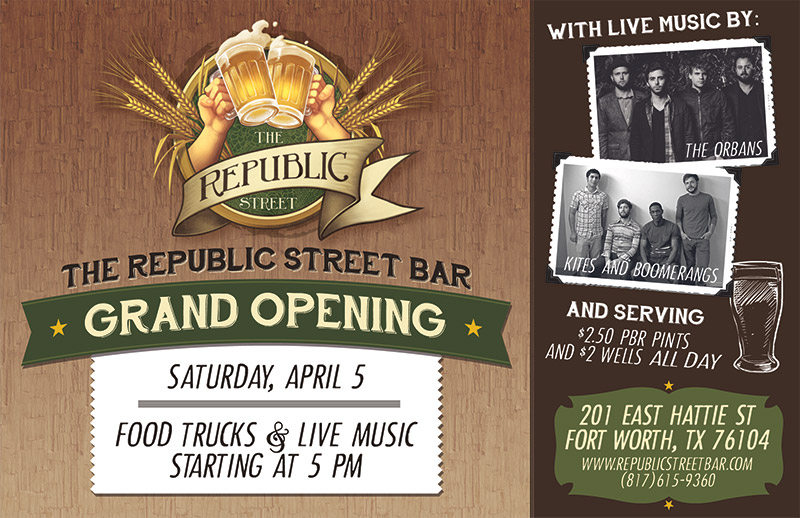 THE
REPUBLIC
STREET
THE REPUBLIC STREET BAR
GRAND OPENING
SATURDAY, APRIL 5
FOOD TRUCKS & LIVE MUSIC
STARTING AT 5 PM
WITH LIVE MUSIC BY:
THE ORBANS
KITES AND BOOMERANGS
AND SERVING
$2.50 PBR PINTS
AND $2 WELLS ALL DAY
201 EAST HATTIE ST
FORT WORTH, TX 76104
WWW.REPUBLICSTREETBAR.COM
(817)615-9360